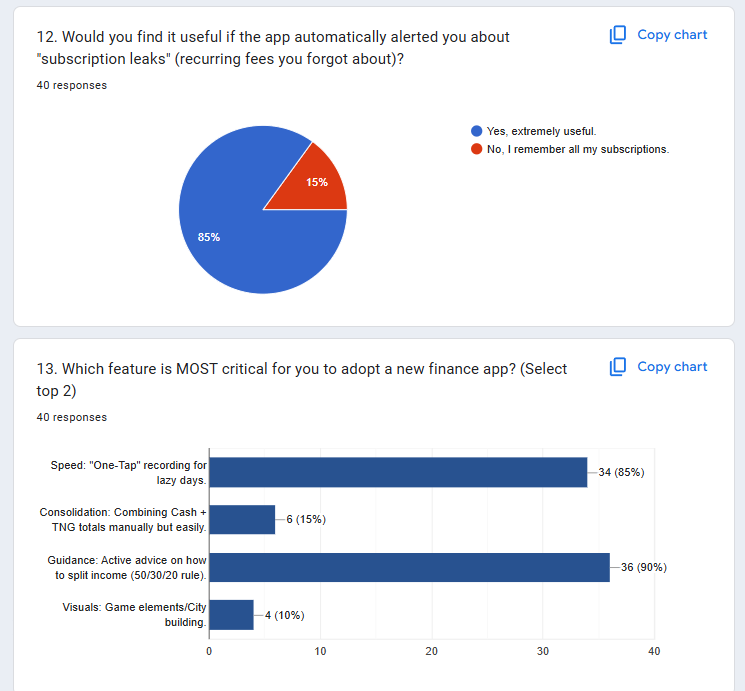 12. Would you find it useful if the app automatically alerted you about
"subscription leaks" (recurring fees you forgot about)?
Copy chart
40 responses
Yes, extremely useful.
No, I remember all my subscriptions.
15%
85%
13. Which feature is MOST critical for you to adopt a new finance app? (Select
top 2)
Copy chart
40 responses
Speed: "One-Tap" recording for
lazy days.
34 (85%)
Consolidation: Combining Cash +
TNG totals manually but easily.
6 (15%)
Guidance: Active advice on how
to split income (50/30/20 rule).
36 (90%)
Visuals: Game elements/City
building.
4 (10%)
0
10
20
30
40